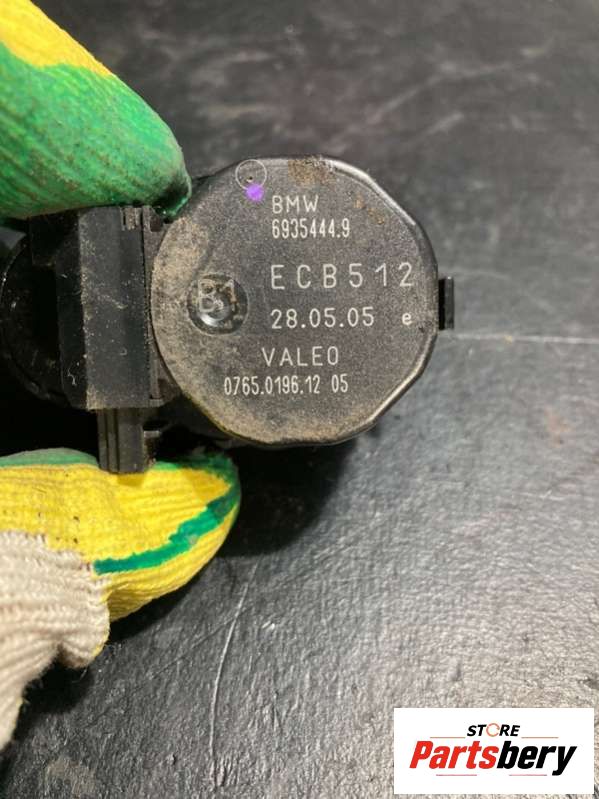 BMW
6935444.9
B1
ECB512
28.05.05 e
VALEO
0765.0196.12 05
STORE
Partsbery